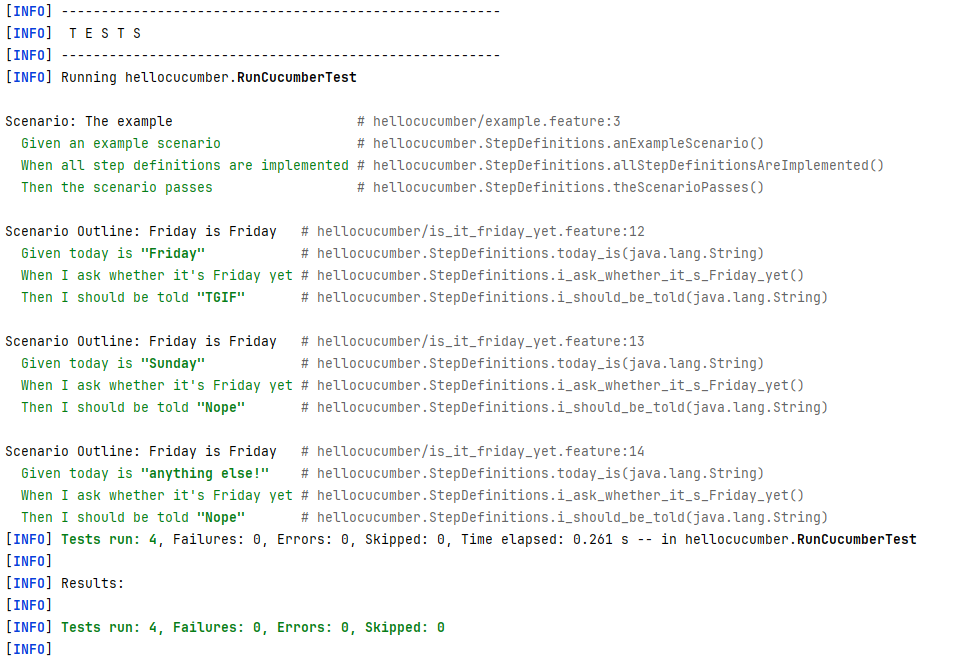 [INFO] -------------------------------------------------------
[INFO]  T E S T S
[INFO] -------------------------------------------------------
[INFO] Running hellocucumber.RunCucumberTest

Scenario: The example                       # hellocucumber/example.feature:3
  Given an example scenario                 # hellocucumber.StepDefinitions.anExampleScenario()
  When all step definitions are implemented # hellocucumber.StepDefinitions.allStepDefinitionsAreImplemented()
  Then the scenario passes                  # hellocucumber.StepDefinitions.theScenarioPasses()

Scenario Outline: Friday is Friday   # hellocucumber/is_it_friday_yet.feature:12
  Given today is "Friday"            # hellocucumber.StepDefinitions.today_is(java.lang.String)
  When I ask whether it's Friday yet # hellocucumber.StepDefinitions.i_ask_whether_it_s_Friday_yet()
  Then I should be told "TGIF"       # hellocucumber.StepDefinitions.i_should_be_told(java.lang.String)

Scenario Outline: Friday is Friday   # hellocucumber/is_it_friday_yet.feature:13
  Given today is "Sunday"            # hellocucumber.StepDefinitions.today_is(java.lang.String)
  When I ask whether it's Friday yet # hellocucumber.StepDefinitions.i_ask_whether_it_s_Friday_yet()
  Then I should be told "Nope"       # hellocucumber.StepDefinitions.i_should_be_told(java.lang.String)

Scenario Outline: Friday is Friday   # hellocucumber/is_it_friday_yet.feature:14
  Given today is "anything else!"    # hellocucumber.StepDefinitions.today_is(java.lang.String)
  When I ask whether it's Friday yet # hellocucumber.StepDefinitions.i_ask_whether_it_s_Friday_yet()
  Then I should be told "Nope"       # hellocucumber.StepDefinitions.i_should_be_told(java.lang.String)
[INFO] Tests run: 4, Failures: 0, Errors: 0, Skipped: 0, Time elapsed: 0.261 s -- in hellocucumber.RunCucumberTest
[INFO]
[INFO] Results:
[INFO]
[INFO] Tests run: 4, Failures: 0, Errors: 0, Skipped: 0
[INFO]